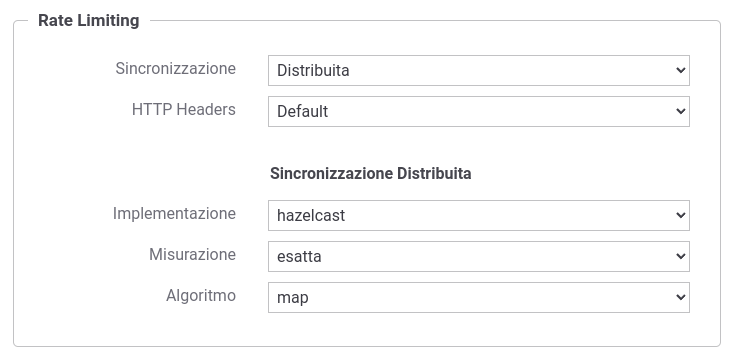 Rate Limiting
Sincronizzazione Distribuita
HTTP Headers Default
Sincronizzazione Distribuita
Implementazione hazelcast
Misurazione esatta
Algoritmo map